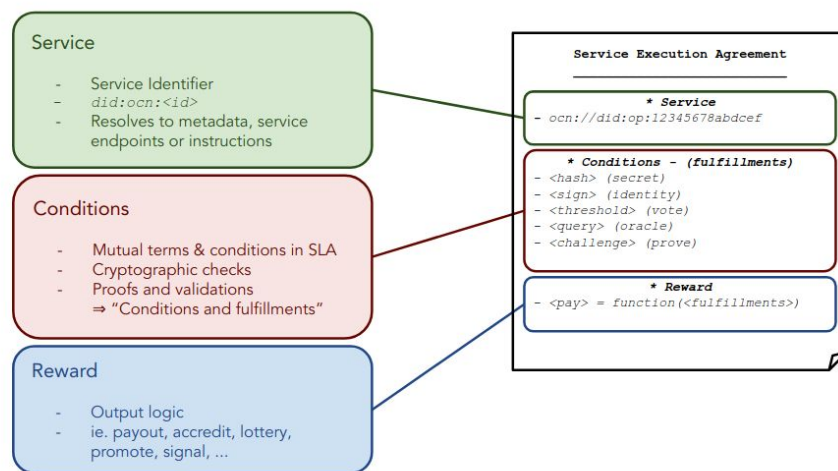 Service
- Service Identifier
- did:ocn:<id>
- Resolves to metadata, service
endpoints or instructions
Conditions
- Mutual terms & conditions in SLA
- Cryptographic checks
- Proofs and validations
⇒ “Conditions and fulfillments”
Reward
- Output logic
- ie. payout, accredit, lottery,
promote, signal, ...
Service Execution Agreement
* Service
- ocn://did:op:12345678abdcef
* Conditions - (fulfillments)
- <hash> (secret)
- <sign> (identity)
- <threshold> (vote)
- <query> (oracle)
- <challenge> (prove)
* Reward
- <pay> = function(<fulfillments>)